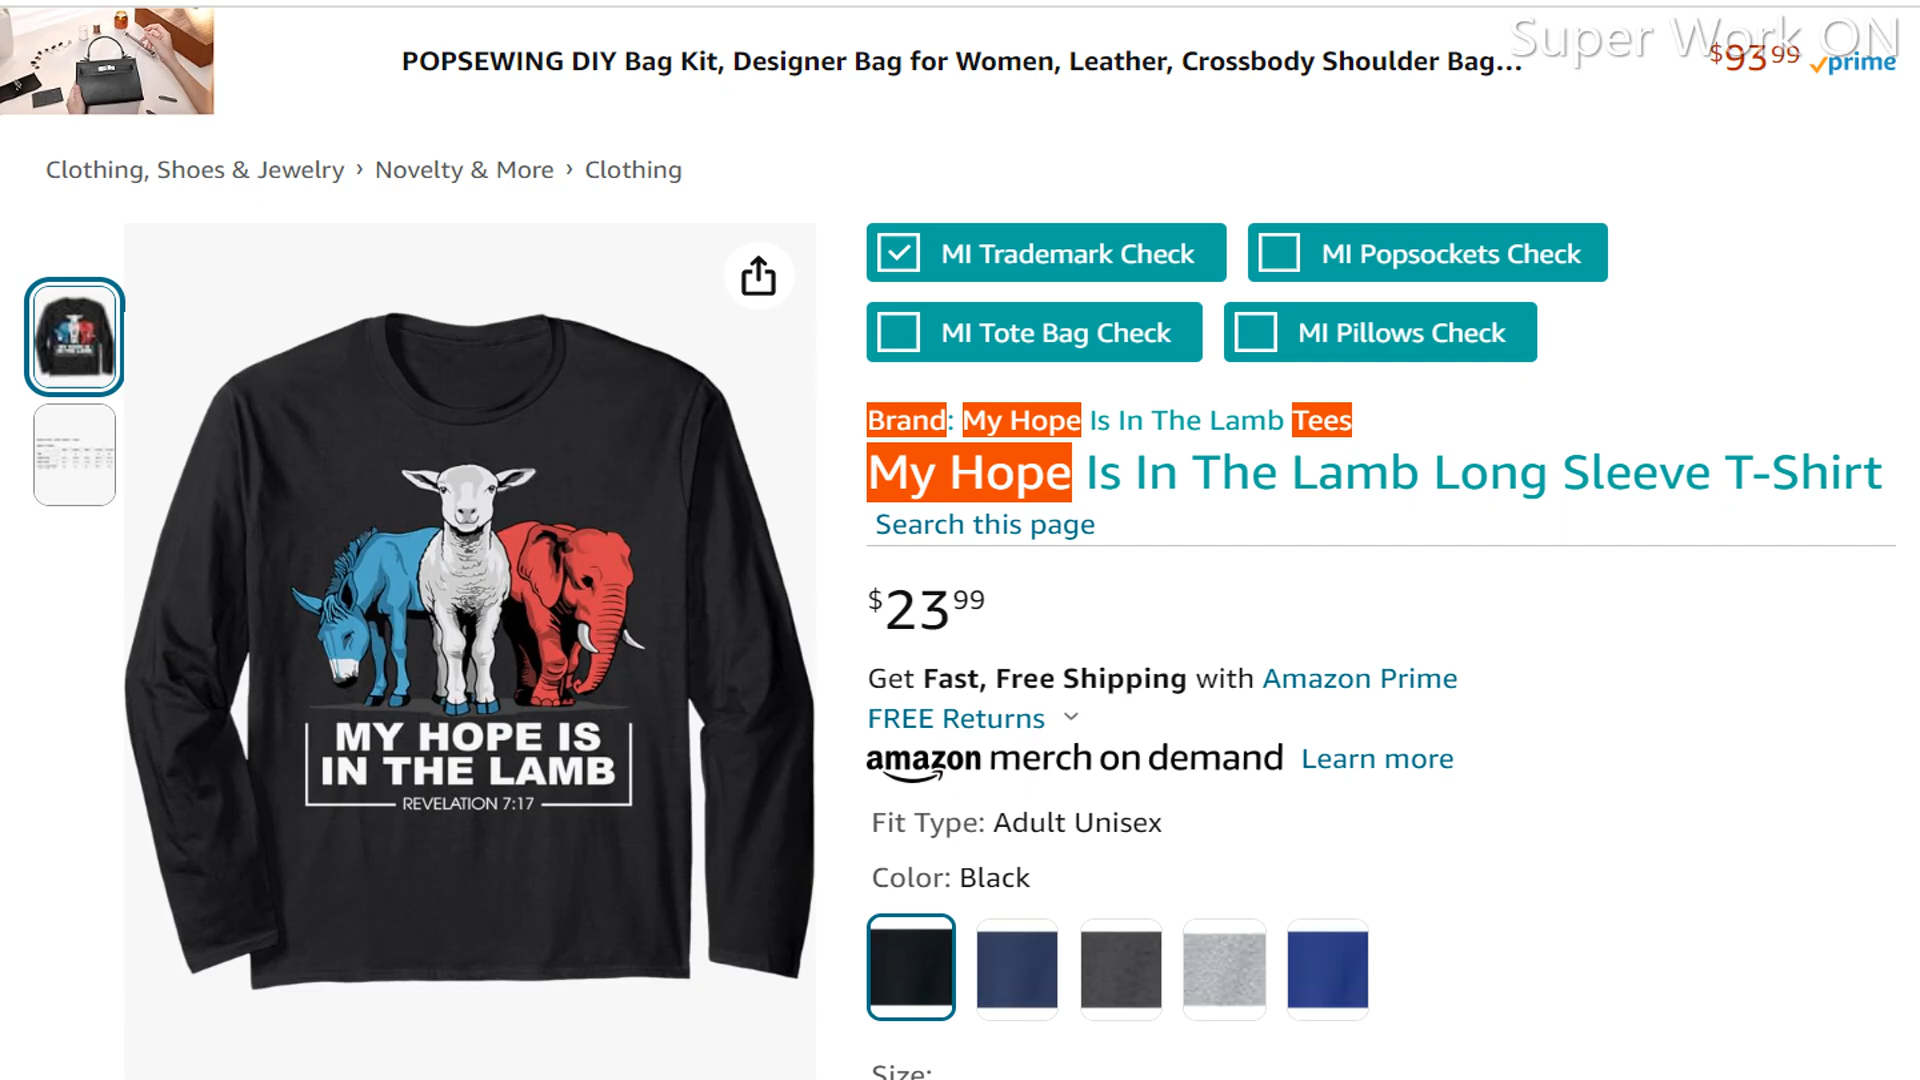 Super Work ON
POPSEWING DIY Bag Kit, Designer Bag for Women, Leather, Crossbody Shoulder Bag...
$93 99 prime
Clothing, Shoes & Jewelry › Novelty & More › Clothing
MI Trademark Check
MI Popsockets Check
MI Tote Bag Check
MI Pillows Check
Brand: My Hope Is In The Lamb Tees
My Hope Is In The Lamb Long Sleeve T-Shirt
Search this page
$23 99
Get Fast, Free Shipping with Amazon Prime
FREE Returns
amazon merch on demand Learn more
Fit Type: Adult Unisex
Color: Black
Size:
MY HOPE IS
IN THE LAMB
REVELATION 7:17